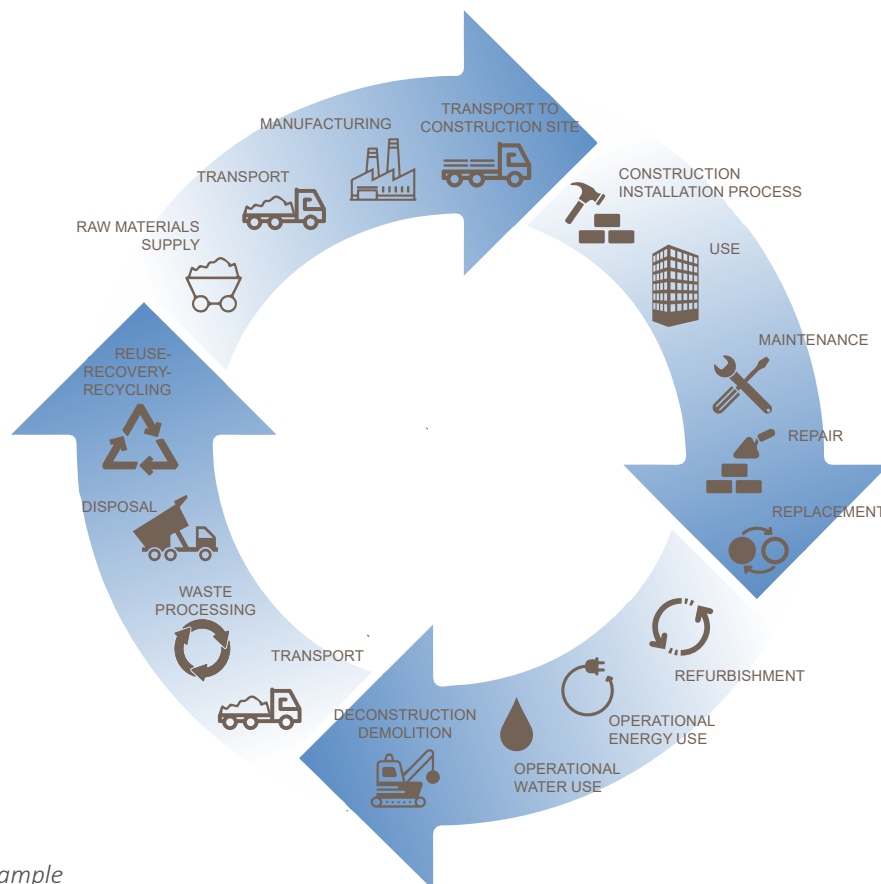 RAW MATERIALS
SUPPLY
TRANSPORT
MANUFACTURING
TRANSPORT TO
CONSTRUCTION SITE
CONSTRUCTION
INSTALLATION PROCESS
USE
MAINTENANCE
REPAIR
REPLACEMENT
REFURBISHMENT
OPERATIONAL
ENERGY USE
OPERATIONAL
WATER USE
DECONSTRUCTION
DEMOLITION
TRANSPORT
WASTE
PROCESSING
DISPOSAL
REUSE-
RECOVERY-
RECYCLING
ample